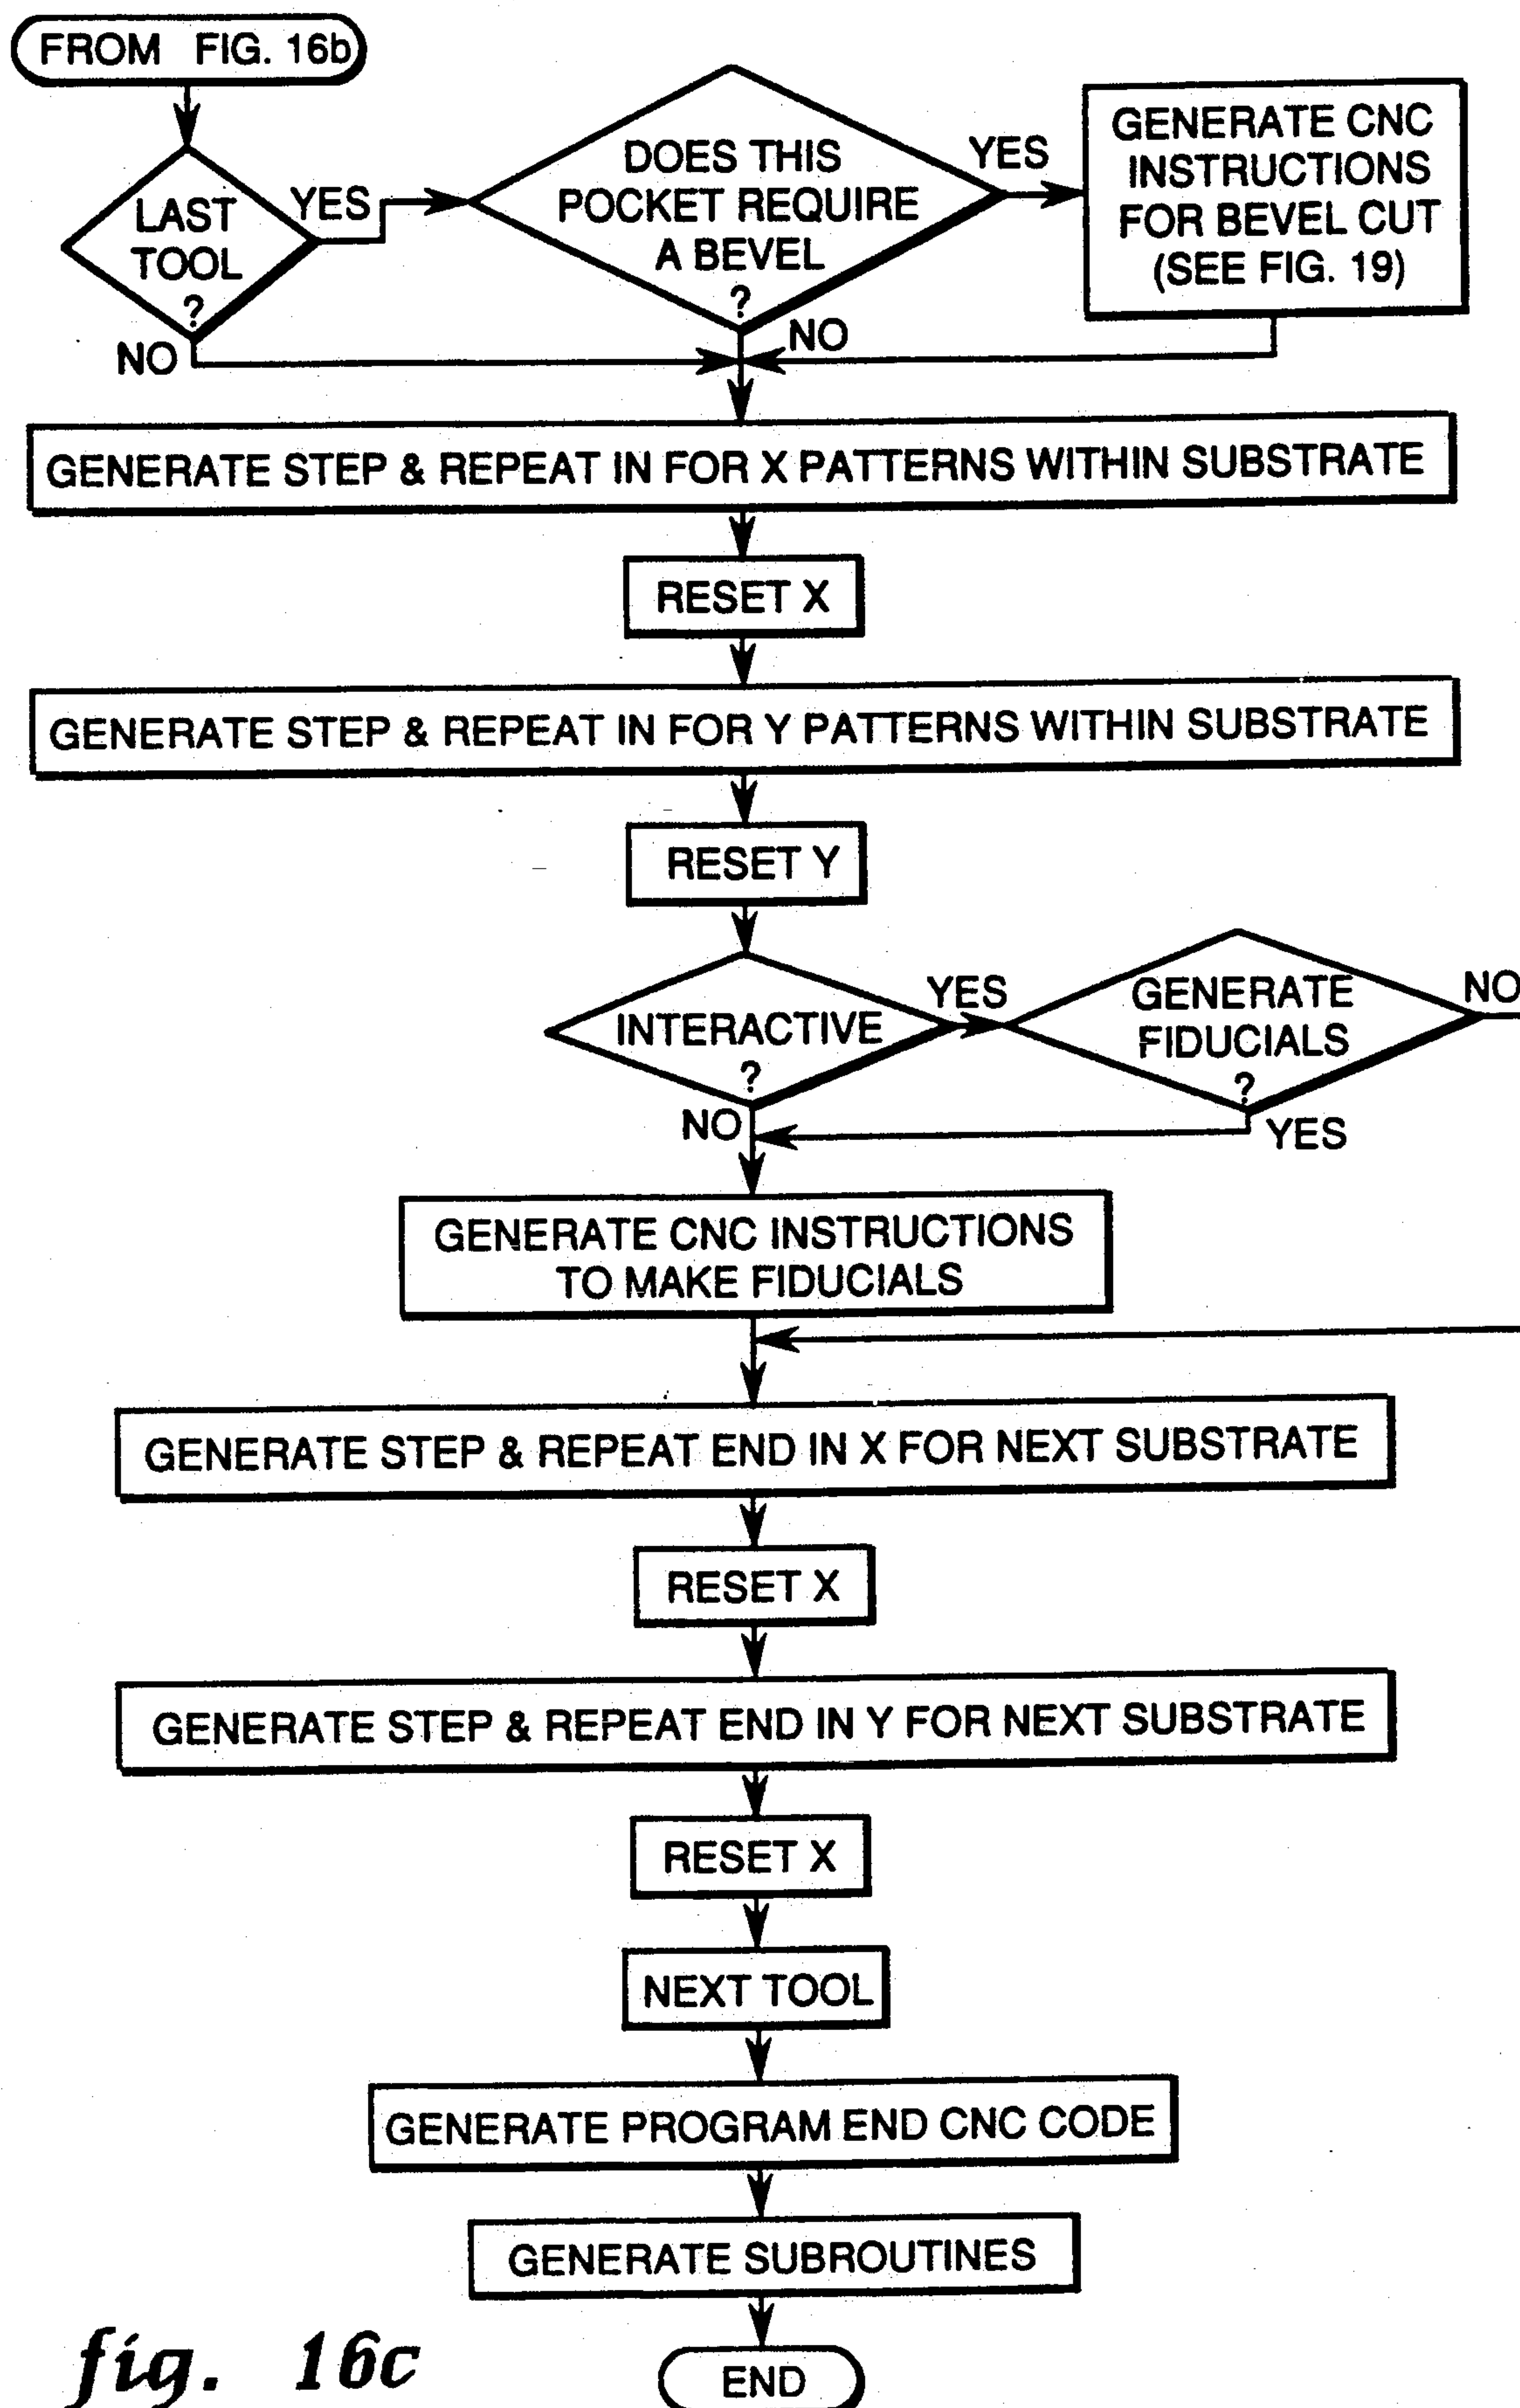 FROM FIG. 16b
LAST
TOOL
?
YES
NO
DOES THIS
POCKET REQUIRE
A BEVEL
?
YES
NO
GENERATE CNC
INSTRUCTIONS
FOR BEVEL CUT
(SEE FIG. 19)
GENERATE STEP & REPEAT IN FOR X PATTERNS WITHIN SUBSTRATE
RESET X
GENERATE STEP & REPEAT IN FOR Y PATTERNS WITHIN SUBSTRATE
RESET Y
INTERACTIVE
?
YES
NO
GENERATE
FIDUCIALS
?
NO
YES
GENERATE CNC INSTRUCTIONS
TO MAKE FIDUCIALS
GENERATE STEP & REPEAT END IN X FOR NEXT SUBSTRATE
RESET X
GENERATE STEP & REPEAT END IN Y FOR NEXT SUBSTRATE
RESET X
NEXT TOOL
GENERATE PROGRAM END CNC CODE
GENERATE SUBROUTINES
END
fig. 16c